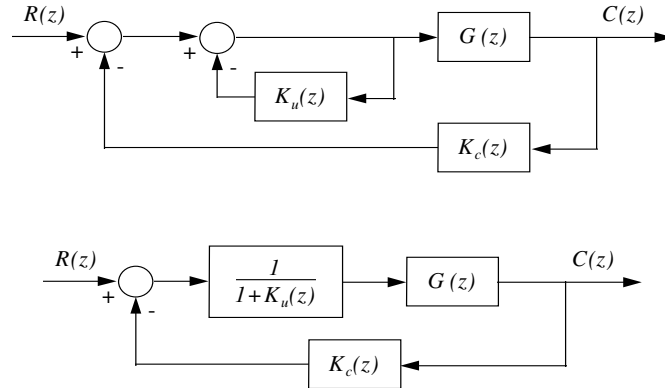 R(z) C(z)
+ - + - G(z)
K_u(z)
K_c(z)
R(z) C(z)
+ - 1/(1+K_u(z)) G(z)
K_c(z)